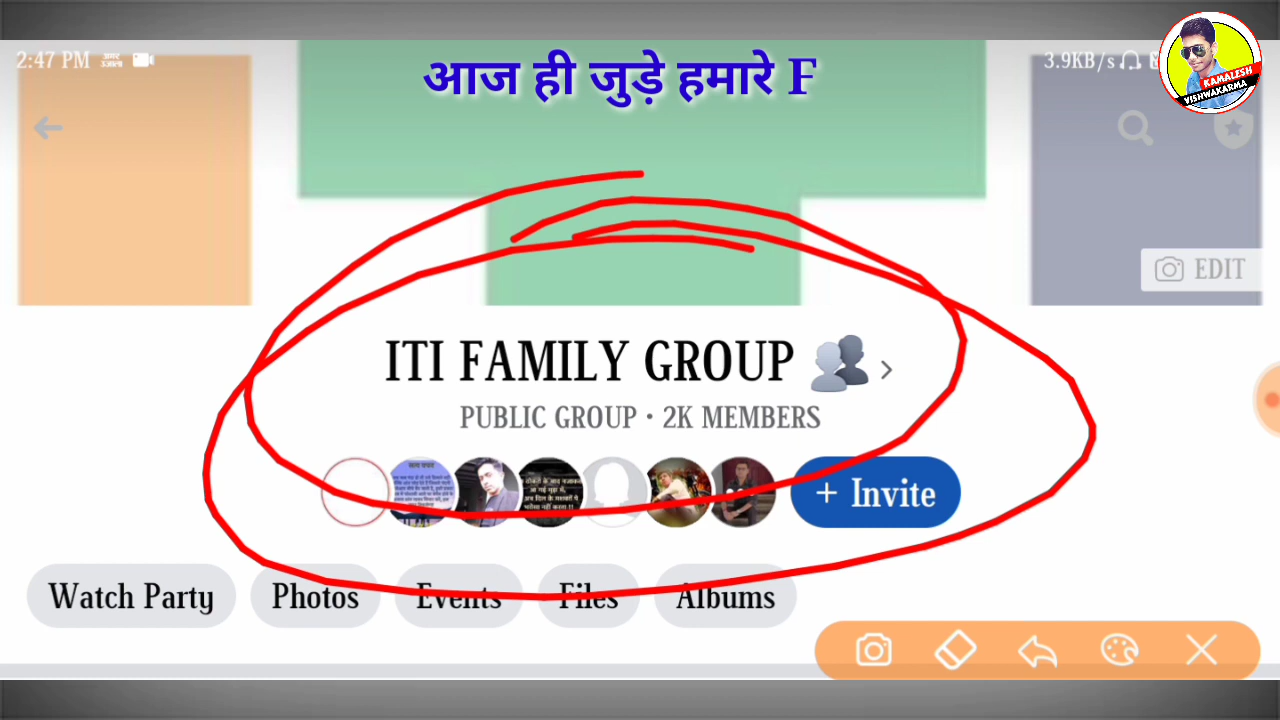 2:47 PM
3.9KB/s
आज ही जुड़े हमारे F
KAMALESH
VISHWAKARMA
EDIT
ITI FAMILY GROUP
PUBLIC GROUP • 2K MEMBERS
+ Invite
Watch Party
Photos
Events
Files
Albums